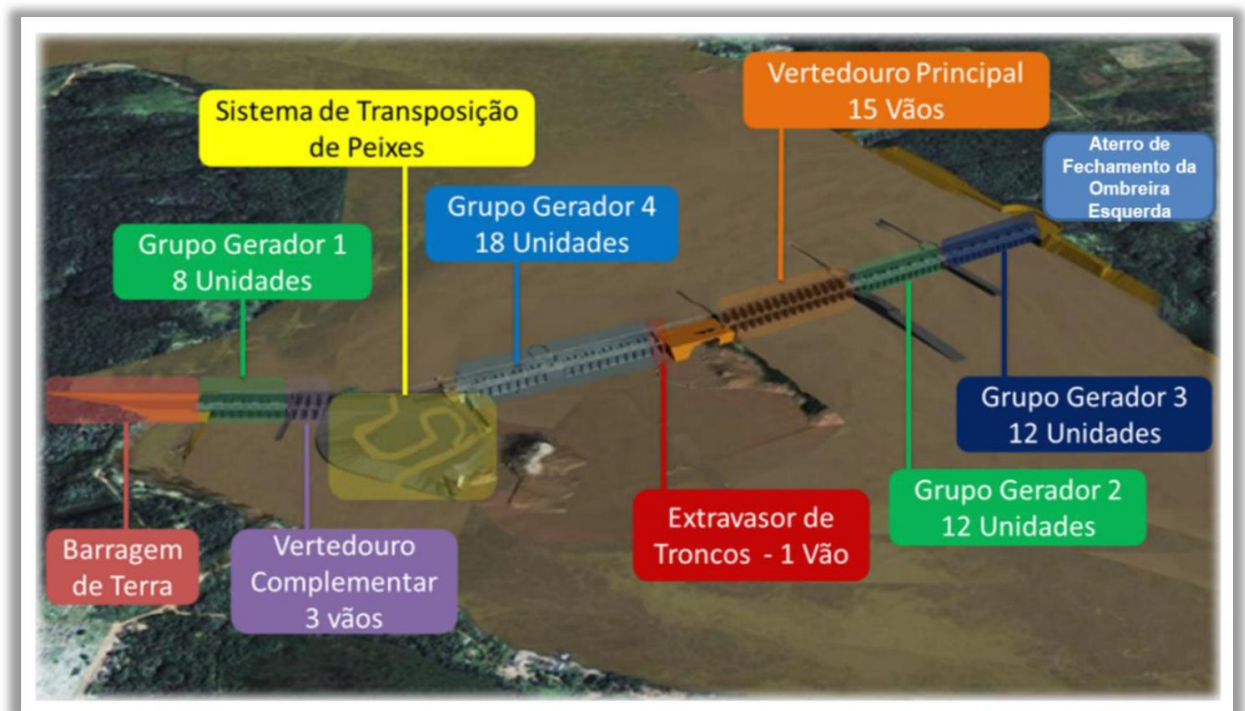 Vertedouro Principal
15 Vãos
Sistema de Transposição
de Peixes
Aterro de
Fechamento da
Ombreira
Esquerda
Grupo Gerador 4
18 Unidades
Grupo Gerador 1
8 Unidades
Grupo Gerador 3
12 Unidades
Grupo Gerador 2
12 Unidades
Extravasor de
Troncos - 1 Vão
Barragem
de Terra
Vertedouro
Complementar
3 vãos